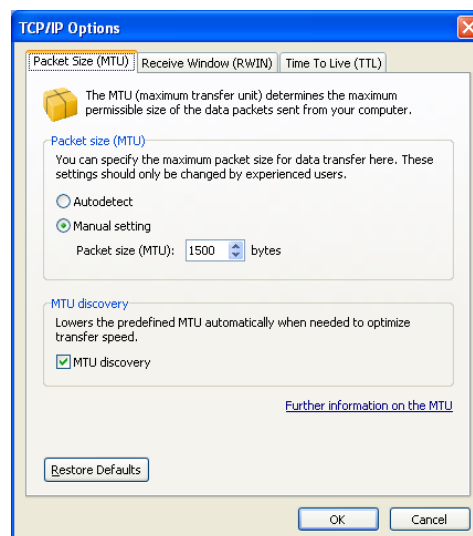 TCP/IP Options
Packet Size (MTU) Receive Window (RWIN) Time To Live (TTL)
The MTU (maximum transfer unit) determines the maximum
permissible size of the data packets sent from your computer.
Packet size (MTU)
You can specify the maximum packet size for data transfer here. These
settings should only be changed by experienced users.
Autodetect
Manual setting
Packet size (MTU): 1500 bytes
MTU discovery
Lowers the predefined MTU automatically when needed to optimize
transfer speed.
MTU discovery
Further information on the MTU
Restore Defaults
OK Cancel